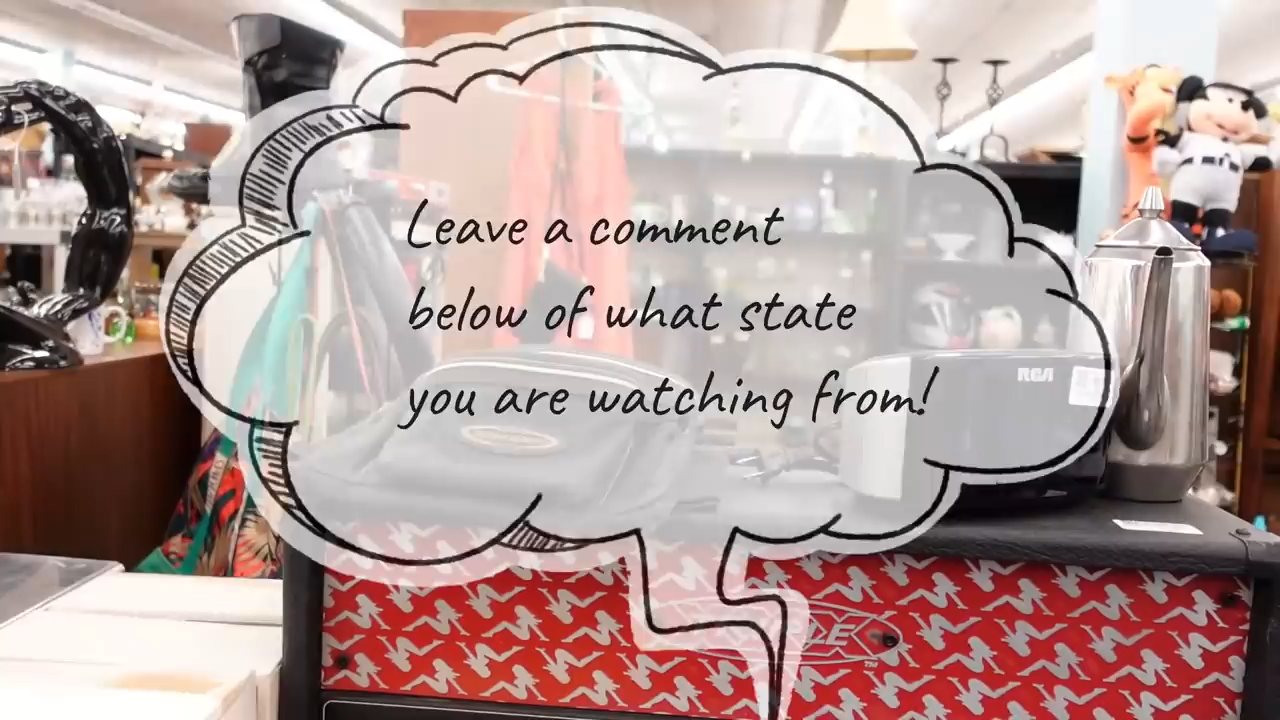 Leave a comment
below of what state
you are watching from!
RCA